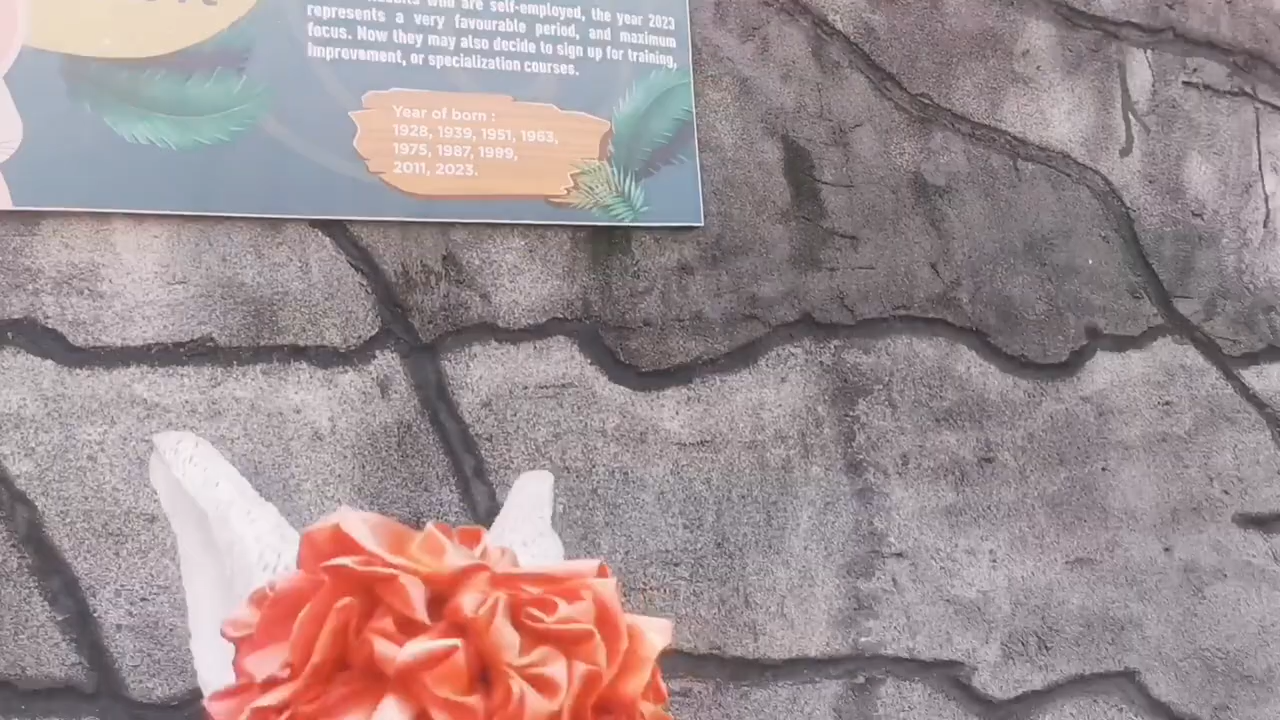 who are self-employed, the year 2023
represents a very favourable period, and maximum
focus. Now they may also decide to sign up for training,
improvement, or specialization courses.
Year of born :
1928, 1939, 1951, 1963,
1975, 1987, 1999,
2011, 2023.